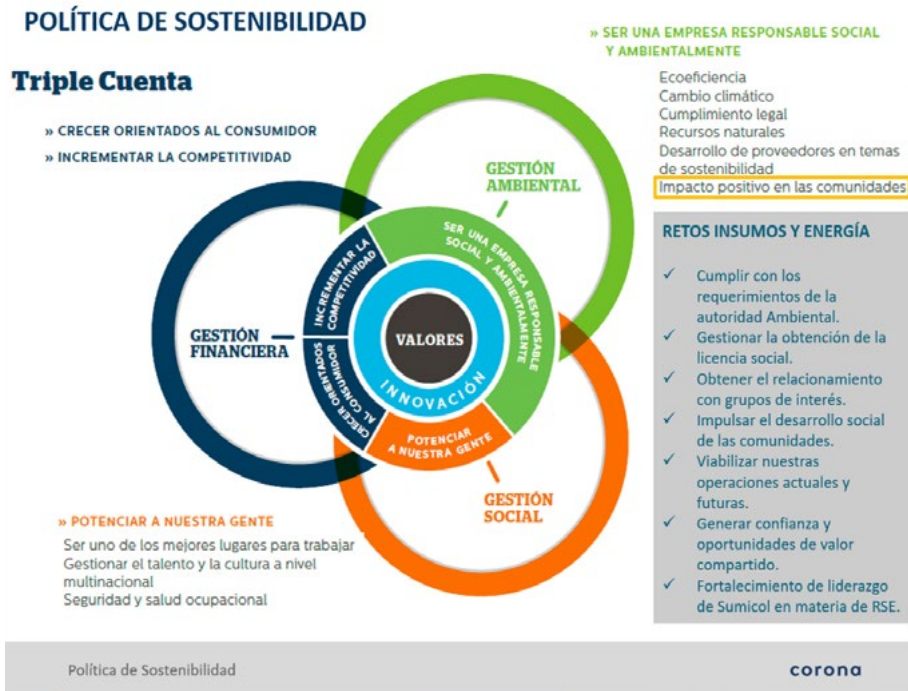 POLÍTICA DE SOSTENIBILIDAD
Triple Cuenta
» CRECER ORIENTADOS AL CONSUMIDOR
» INCREMENTAR LA COMPETITIVIDAD
» SER UNA EMPRESA RESPONSABLE SOCIAL
Y AMBIENTALMENTE
Ecoeficiencia
Cambio climático
Cumplimiento legal
Recursos naturales
Desarrollo de proveedores en temas
de sostenibilidad
Impacto positivo en las comunidades
GESTIÓN
AMBIENTAL
SER UNA EMPRESA RESPONSABLE
SOCIAL Y AMBIENTALMENTE
INCREMENTAR LA
COMPETITIVIDAD
GESTIÓN
FINANCIERA
VALORES
INNOVACIÓN
CRECER ORIENTADOS
AL CONSUMIDOR
POTENCIAR
A NUESTRA GENTE
GESTIÓN
SOCIAL
RETOS INSUMOS Y ENERGÍA
✓ Cumplir con los
requerimientos de la
autoridad Ambiental.
✓ Gestionar la obtención de la
licencia social.
✓ Obtener el relacionamiento
con grupos de interés.
✓ Impulsar el desarrollo social
de las comunidades.
✓ Viabilizar nuestras
operaciones actuales y
futuras.
✓ Generar confianza y
oportunidades de valor
compartido.
✓ Fortalecimiento de liderazgo
de Sumicol en materia de RSE.
» POTENCIAR A NUESTRA GENTE
Ser uno de los mejores lugares para trabajar
Gestionar el talento y la cultura a nivel
multinacional
Seguridad y salud ocupacional
Política de Sostenibilidad
corona